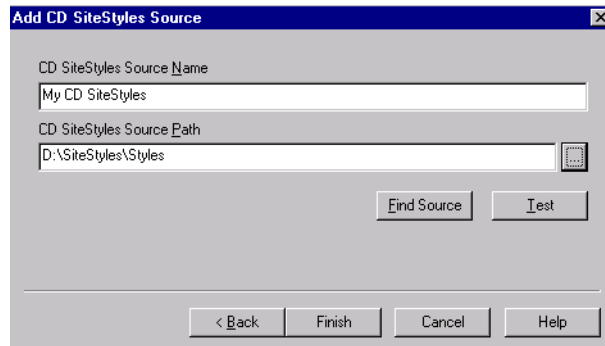 Add CD SiteStyles Source
CD SiteStyles Source Name
My CD SiteStyles
CD SiteStyles Source Path
D:\SiteStyles\Styles
...
Find Source Test
< Back Finish Cancel Help